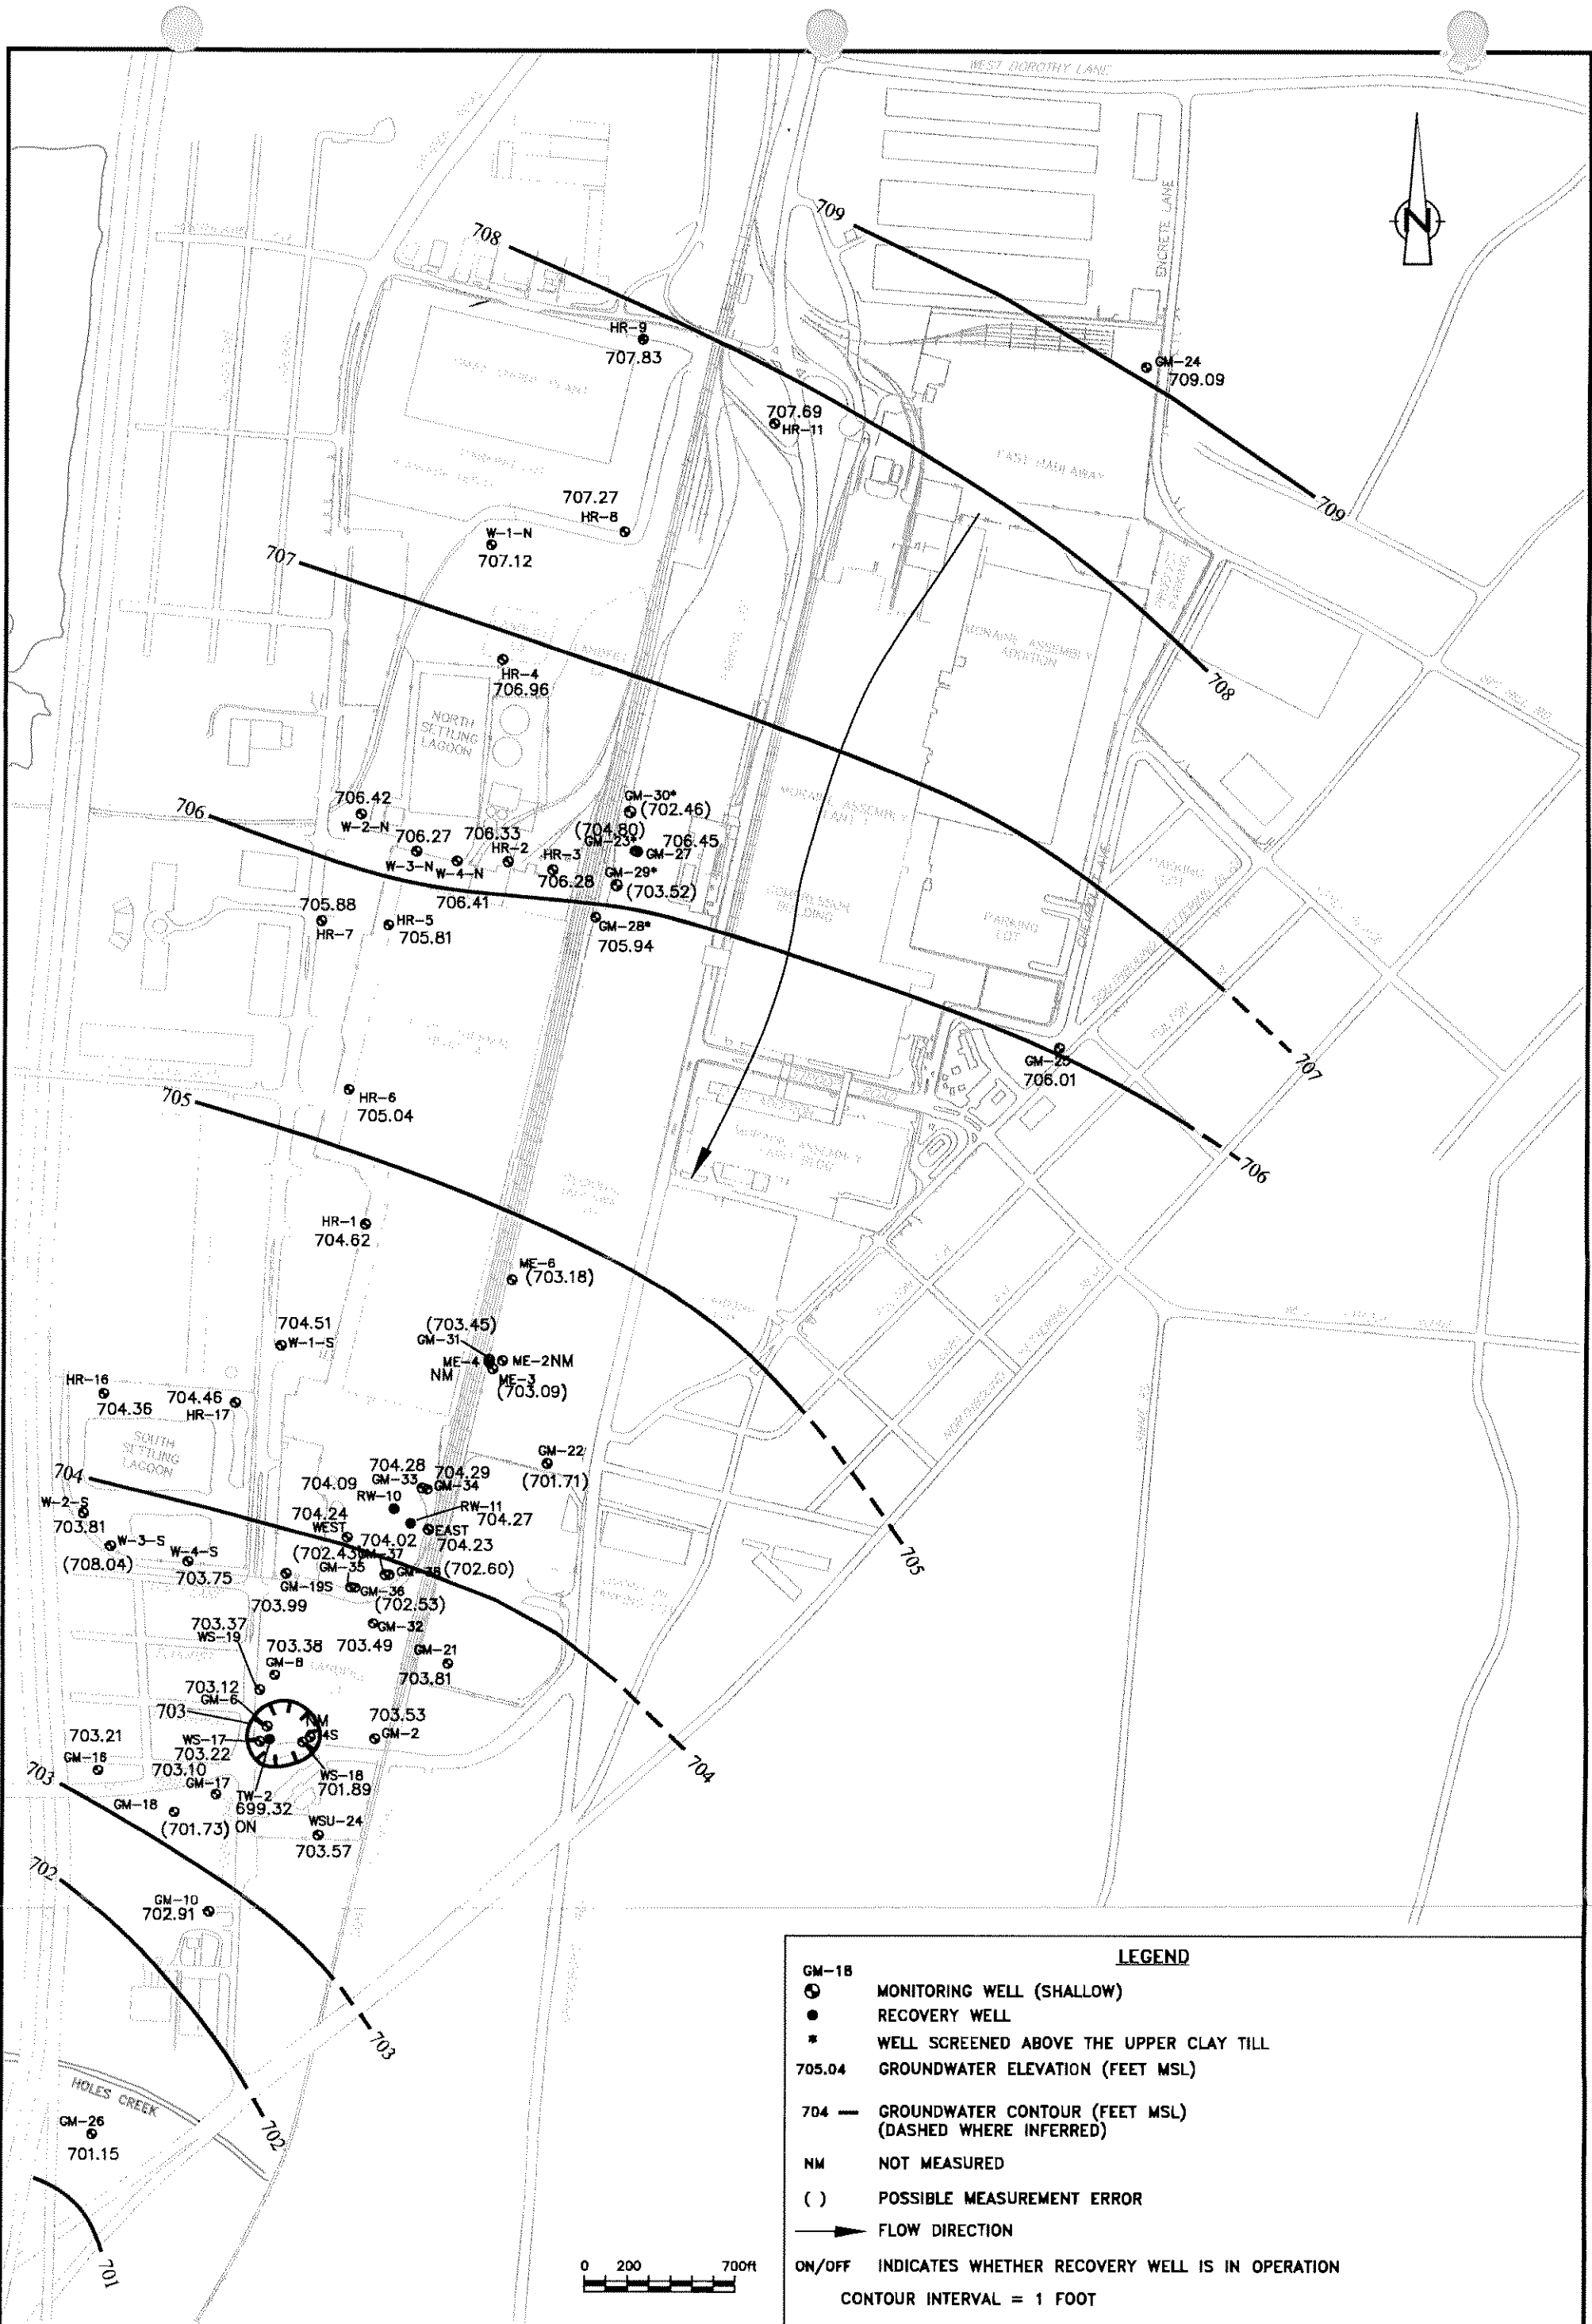 WEST DOROTHY LANE
ENCRETE LANE
N
709
708
HR-9
707.83
GM-24
709.09
707.69
HR-11
EAST HAULAWAY
707.27
HR-8
W-1-N
707.12
709
707
MORAINE ASSEMBLY
ADDITION
HR-4
706.96
708
NORTH
SETTLING
LAGOON
706
706.42
W-2-N
GM-30*
(702.46)
MORAINE ASSEMBLY
706.27
W-3-N
706.33
HR-2
W-4-N
706.41
HR-3
706.28
(704.80)
GM-23*
706.45
GM-27
GM-29*
(703.52)
PARKING
LOT
705.88
HR-7
HR-5
705.81
GM-28*
705.94
COMPRESSOR
BUILDING
PARKING
LOT
GM-25
706.01
707
705
HR-6
705.04
706
HR-1
704.62
ME-6
(703.18)
704.51
W-1-S
(703.45)
GM-31
ME-4
NM
ME-2NM
ME-3
(703.09)
HR-16
704.36
704.46
HR-17
SOUTH
SETTLING
LAGOON
GM-22
(701.71)
704
704.28
GM-33
704.29
GM-34
704.09
RW-10
RW-11
704.27
W-2-S
703.81
704.24
WEST
704.02
EAST
704.23
705
W-3-S
(708.04)
W-4-S
703.75
(702.43)
GM-37
GM-35
GM-38
(702.60)
GM-19S
703.99
GM-36
(702.53)
703.37
WS-19
GM-32
703.49
703.38
GM-8
GM-21
703.81
703.12
GM-6
703
NM
14S
703.53
GM-2
703.21
GM-16
WS-17
703.22
704
703
703.10
GM-17
WS-18
701.89
GM-18
(701.73)
TW-2
699.32
ON
WSU-24
703.57
702
GM-10
702.91
703
HOLES CREEK
GM-26
701.15
702
701
0 200 700ft
LEGEND
GM-18
MONITORING WELL (SHALLOW)
RECOVERY WELL
* WELL SCREENED ABOVE THE UPPER CLAY TILL
705.04 GROUNDWATER ELEVATION (FEET MSL)
704 — GROUNDWATER CONTOUR (FEET MSL)
(DASHED WHERE INFERRED)
NM NOT MEASURED
( ) POSSIBLE MEASUREMENT ERROR
FLOW DIRECTION
ON/OFF INDICATES WHETHER RECOVERY WELL IS IN OPERATION
CONTOUR INTERVAL = 1 FOOT